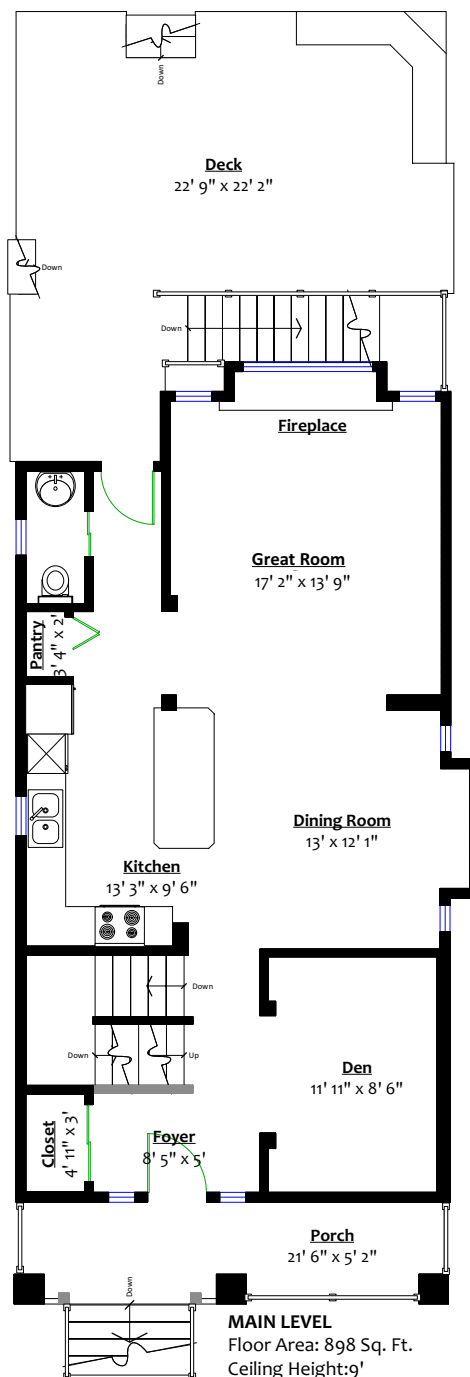 Down
Deck
22' 9" x 22' 2"
Down
Down
Fireplace
Great Room
17' 2" x 13' 9"
Pantry
3' 4" x 2'
Dining Room
13' x 12' 1"
Kitchen
13' 3" x 9' 6"
Down
Down
Up
Den
11' 11" x 8' 6"
Closet
4' 11" x 3'
Foyer
8' 5" x 5'
Porch
21' 6" x 5' 2"
Down
MAIN LEVEL
Floor Area: 898 Sq. Ft.
Ceiling Height:9'